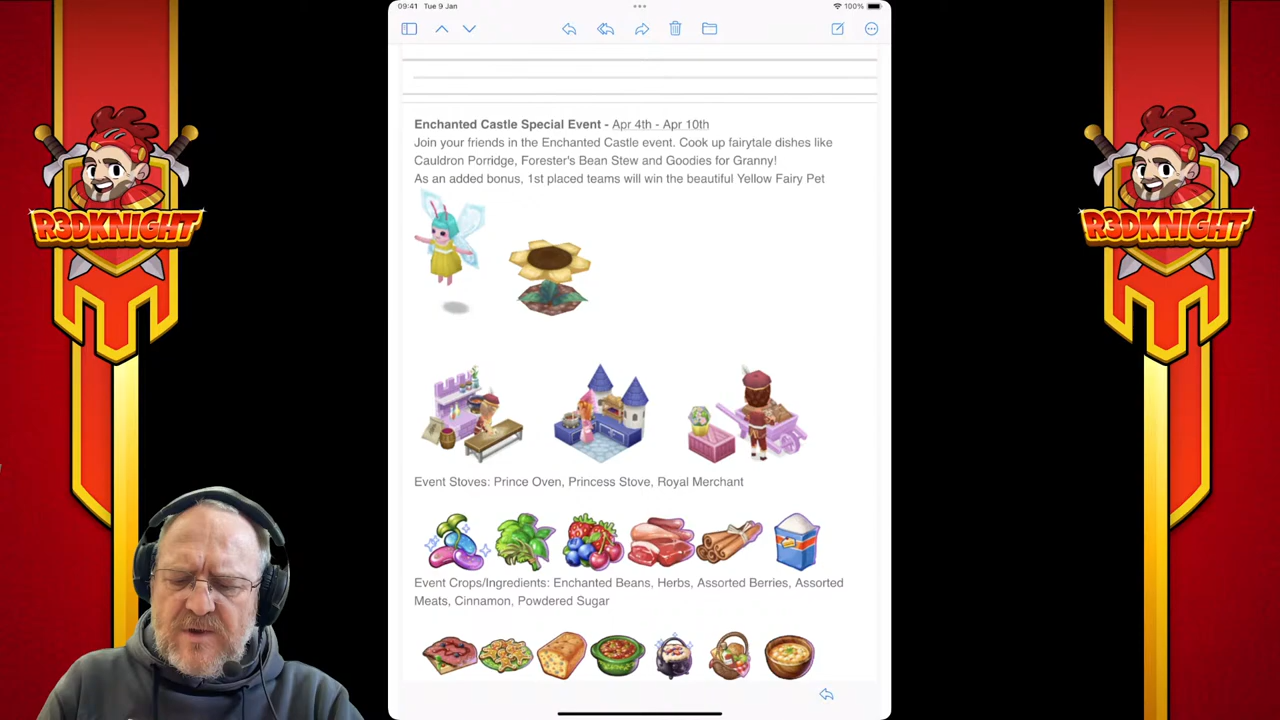 09:41 Tue 9 Jan
100%
Enchanted Castle Special Event - Apr 4th - Apr 10th
Join your friends in the Enchanted Castle event. Cook up fairytale dishes like
Cauldron Porridge, Forester's Bean Stew and Goodies for Granny!
As an added bonus, 1st placed teams will win the beautiful Yellow Fairy Pet
R3DKNIGHT
R3DKNIGHT
Event Stoves: Prince Oven, Princess Stove, Royal Merchant
Event Crops/Ingredients: Enchanted Beans, Herbs, Assorted Berries, Assorted
Meats, Cinnamon, Powdered Sugar